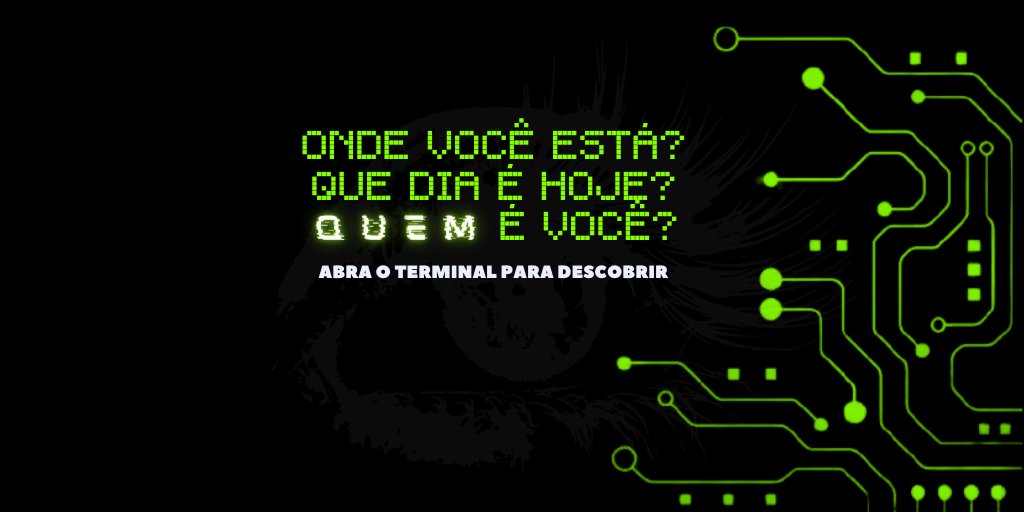 ONDE VOCÊ ESTÁ?
QUE DIA É HOJE?
QUEM É VOCÊ?
ABRA O TERMINAL PARA DESCOBRIR